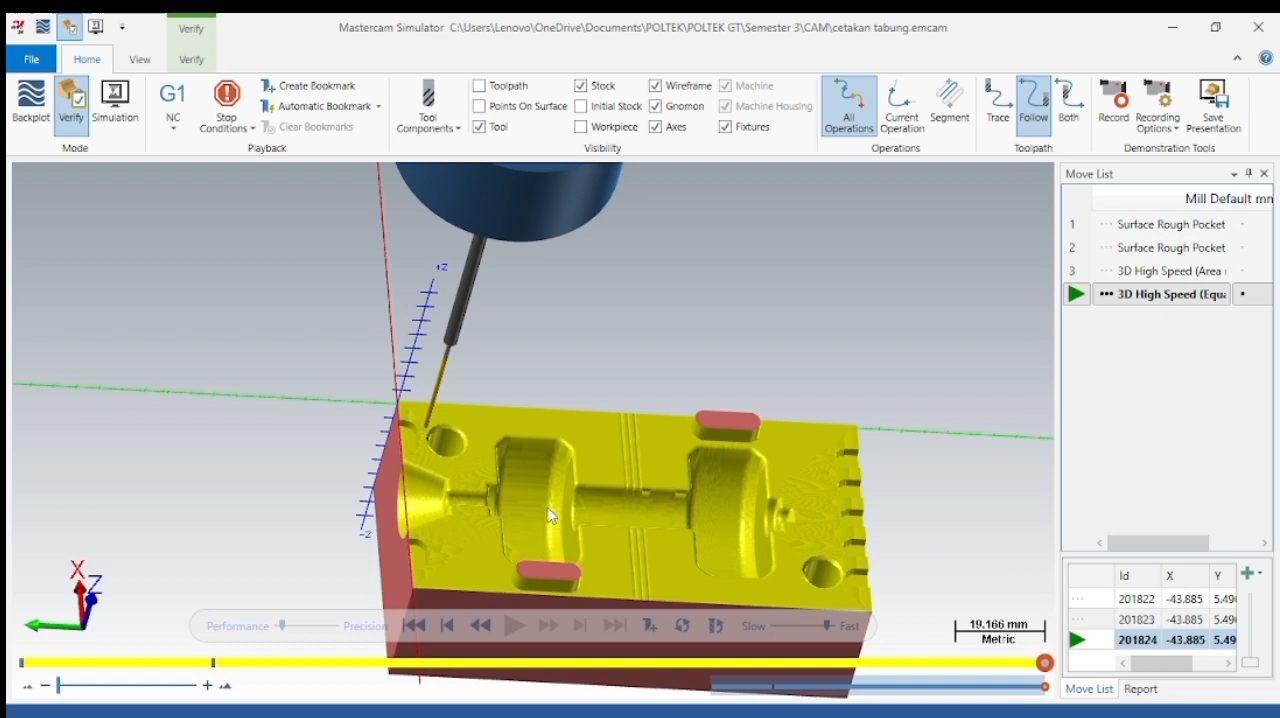 Verify
Mastercam Simulator C:\Users\Lenovo\OneDrive\Documents\POLTEK\POLTEK GT\Semester 3\CAM\cetakan tabung.emcam
File
Home
View
Verify
Backplot
Verify
Simulation
Mode
G1
NC
Stop
Conditions
Create Bookmark
Automatic Bookmark
Clear Bookmarks
Playback
Tool
Components
Toolpath
Points On Surface
Tool
Stock
Initial Stock
Workpiece
Wireframe
Gnomon
Axes
Machine
Machine Housing
Fixtures
Visibility
All
Operations
Current
Operation
Segment
Operations
Trace
Follow
Both
Toolpath
Record
Recording
Options
Save
Presentation
Demonstration Tools
+Z
-Z
X
Z
Performance
Precision
Slow
Fast
19.166 mm
Metric
Move List
Mill Default mm
1 Surface Rough Pocket
2 Surface Rough Pocket
3 3D High Speed (Area
3D High Speed (Equa
Id X Y
201822 -43.885 5.49
201823 -43.885 5.49
201824 -43.885 5.49
Move List
Report